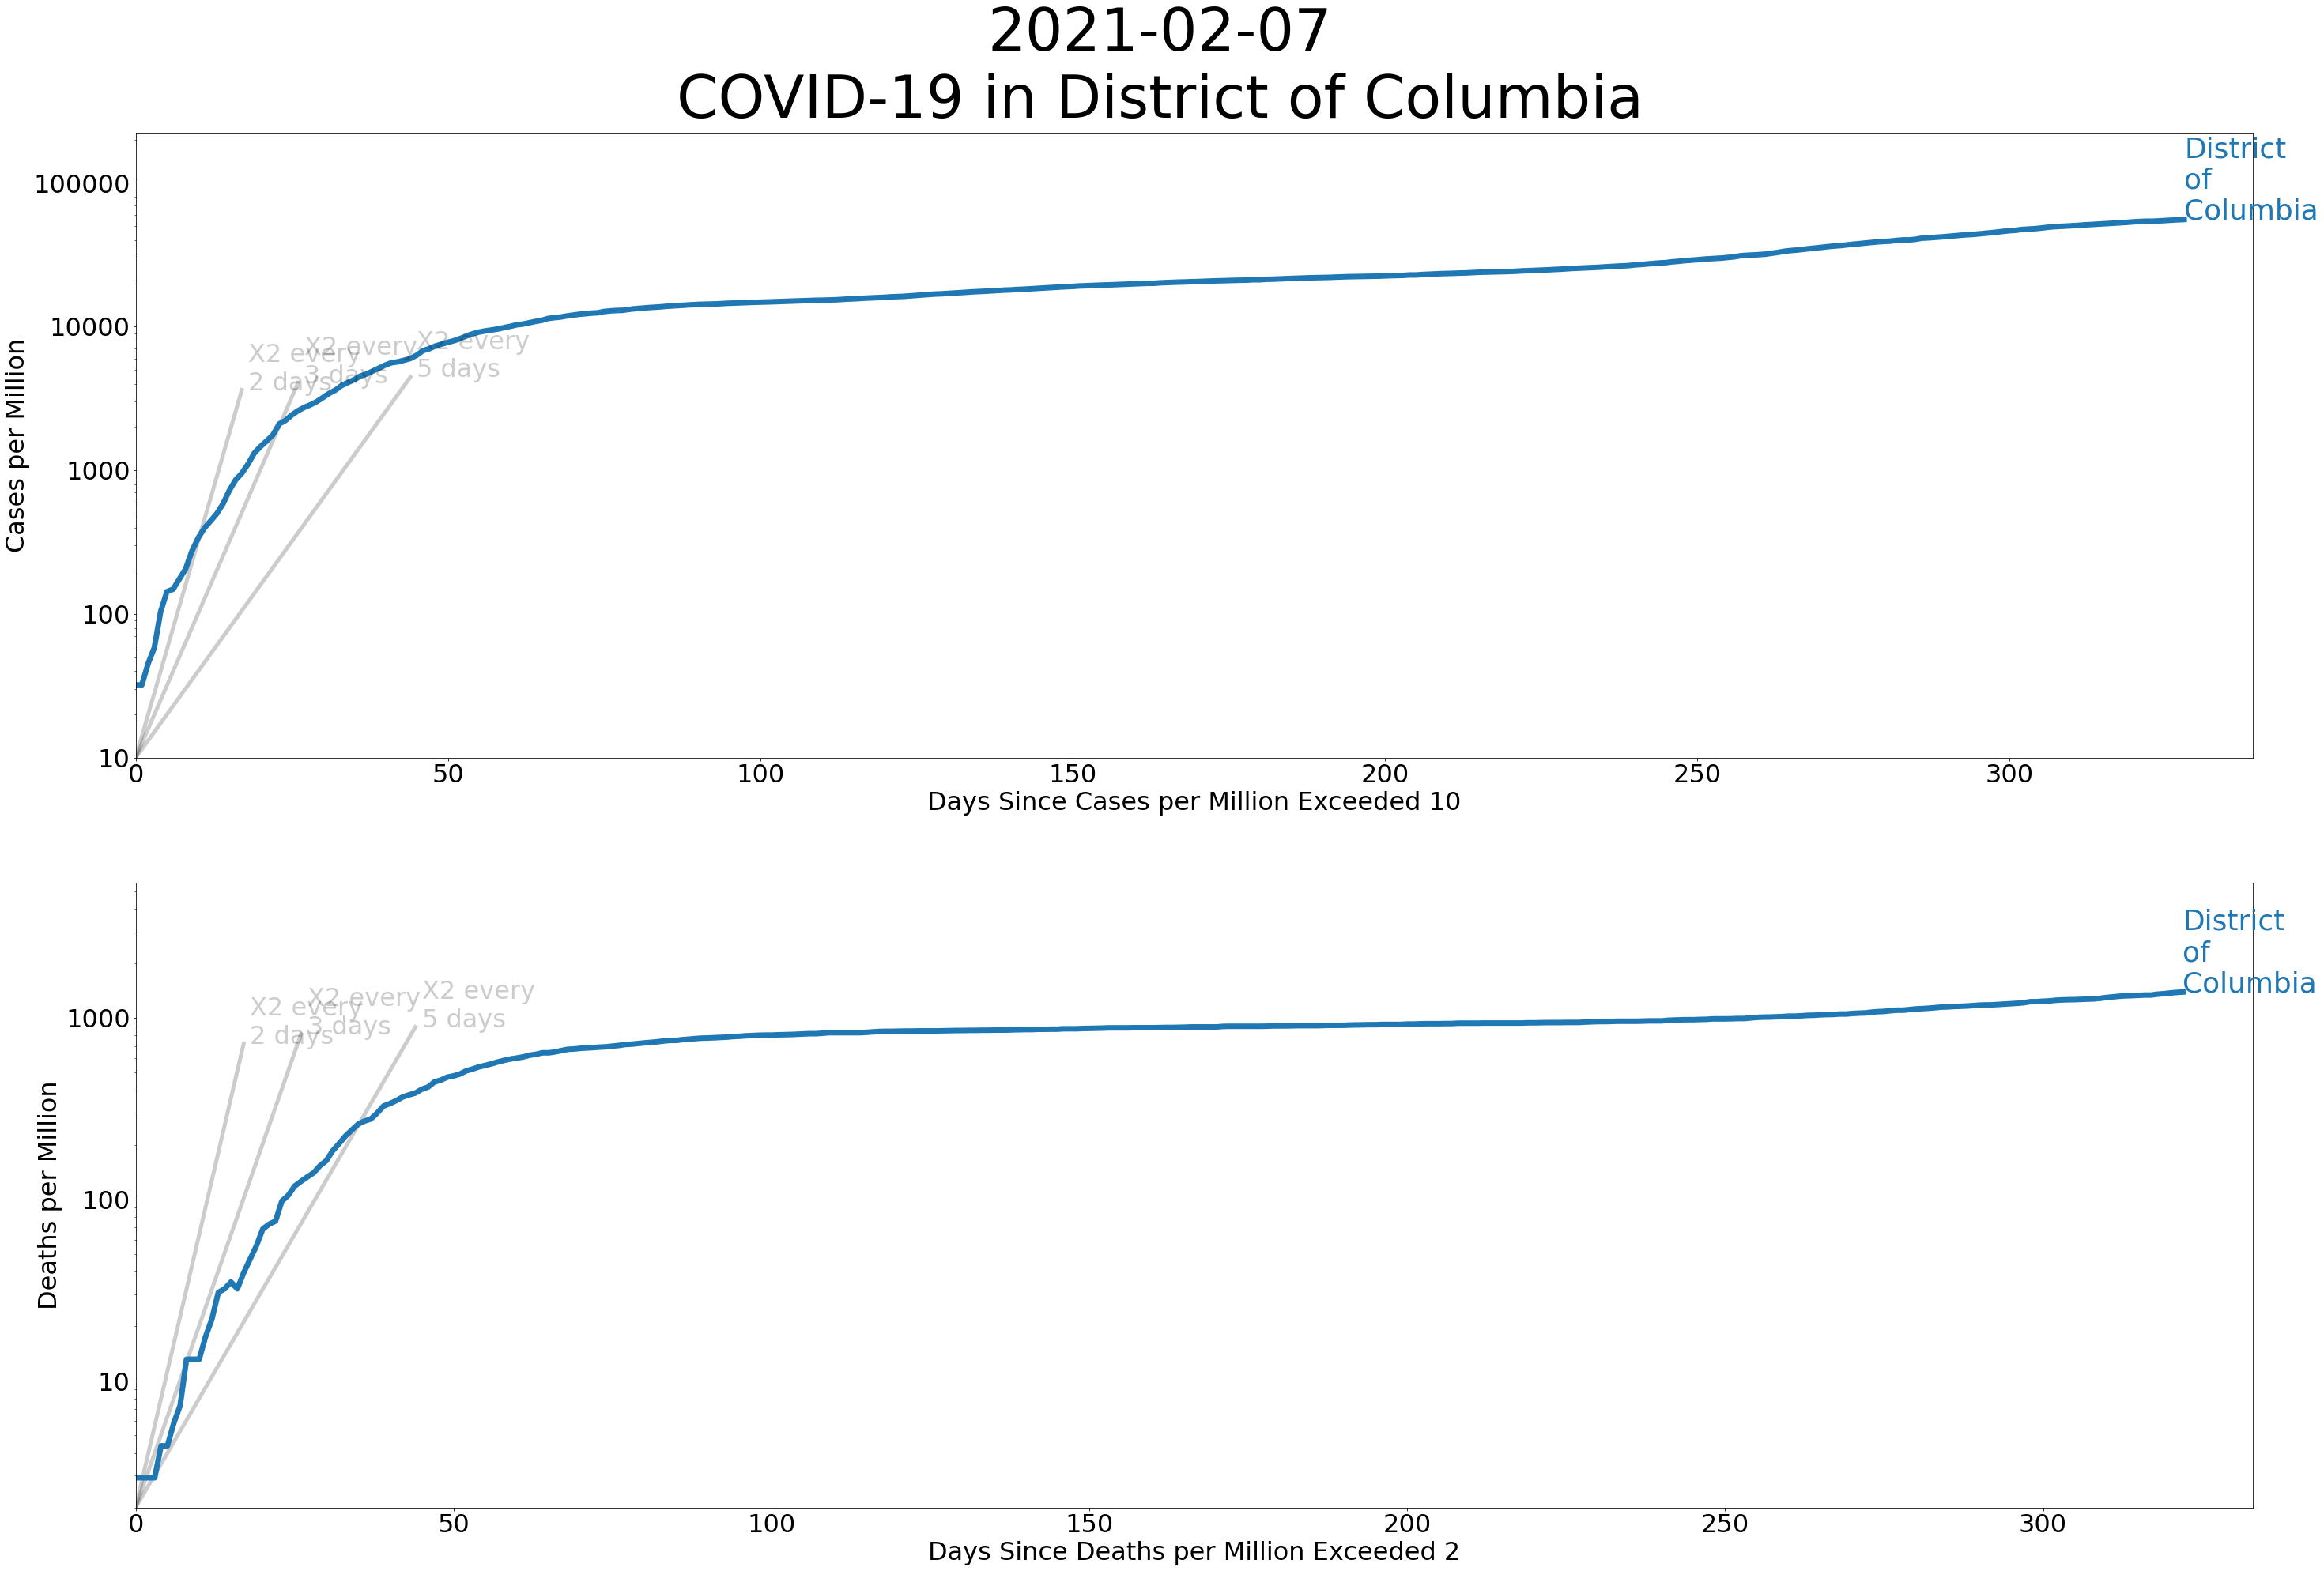 2021-02-07
COVID-19 in District of Columbia
District
of
Columbia
100000
10000
1000
100
10
Cases per Million
X2 every
2 days
X2 every
3 days
X2 every
5 days
0 50 100 150 200 250 300
Days Since Cases per Million Exceeded 10
District
of
Columbia
1000
100
10
Deaths per Million
X2 every
2 days
X2 every
3 days
X2 every
5 days
0 50 100 150 200 250 300
Days Since Deaths per Million Exceeded 2